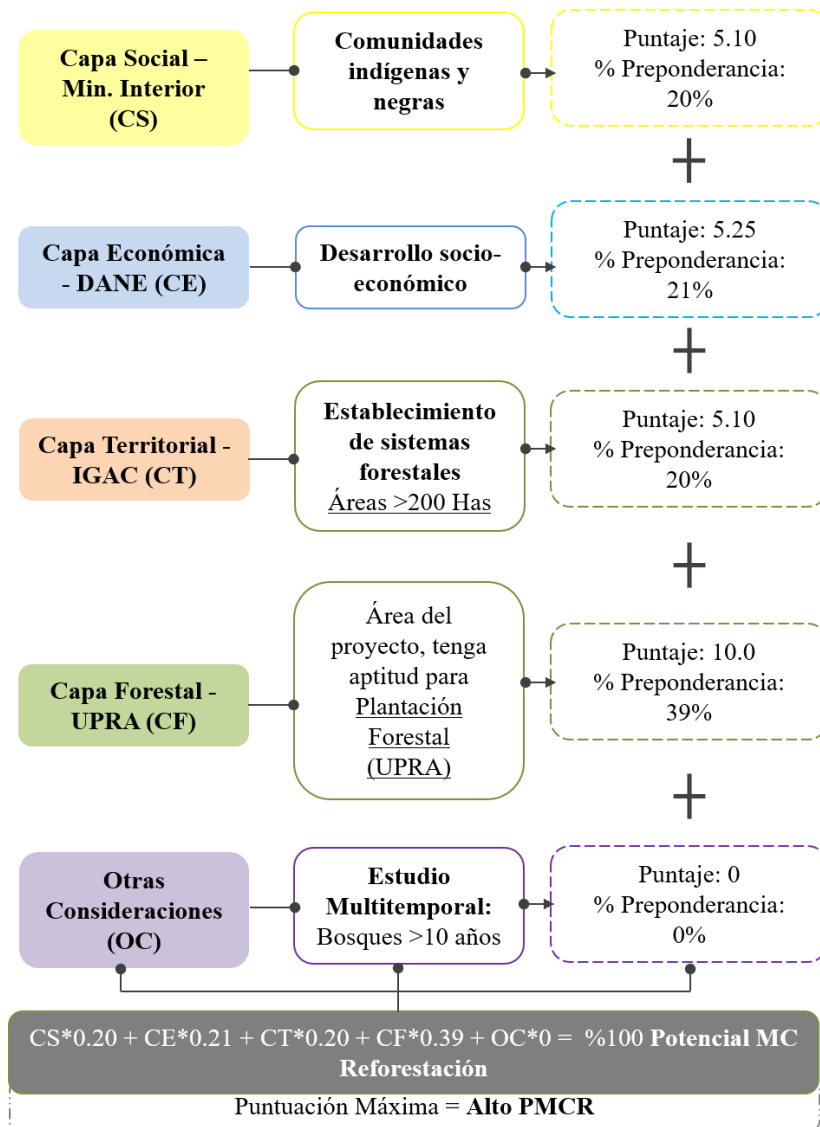 Capa Social –
Min. Interior
(CS)
Comunidades
indígenas y
negras
Puntaje: 5.10
% Preponderancia:
20%
+
Capa Económica
- DANE (CE)
Desarrollo socio-
económico
Puntaje: 5.25
% Preponderancia:
21%
+
Capa Territorial -
IGAC (CT)
Establecimiento
de sistemas
forestales
Áreas >200 Has
Puntaje: 5.10
% Preponderancia:
20%
+
Capa Forestal -
UPRA (CF)
Área del
proyecto, tenga
aptitud para
Plantación
Forestal
(UPRA)
Puntaje: 10.0
% Preponderancia:
39%
+
Otras
Consideraciones
(OC)
Estudio
Multitemporal:
Bosques >10 años
Puntaje: 0
% Preponderancia:
0%
CS*0.20 + CE*0.21 + CT*0.20 + CF*0.39 + OC*0 = %100 Potencial MC
Reforestación
Puntuación Máxima = Alto PMCR